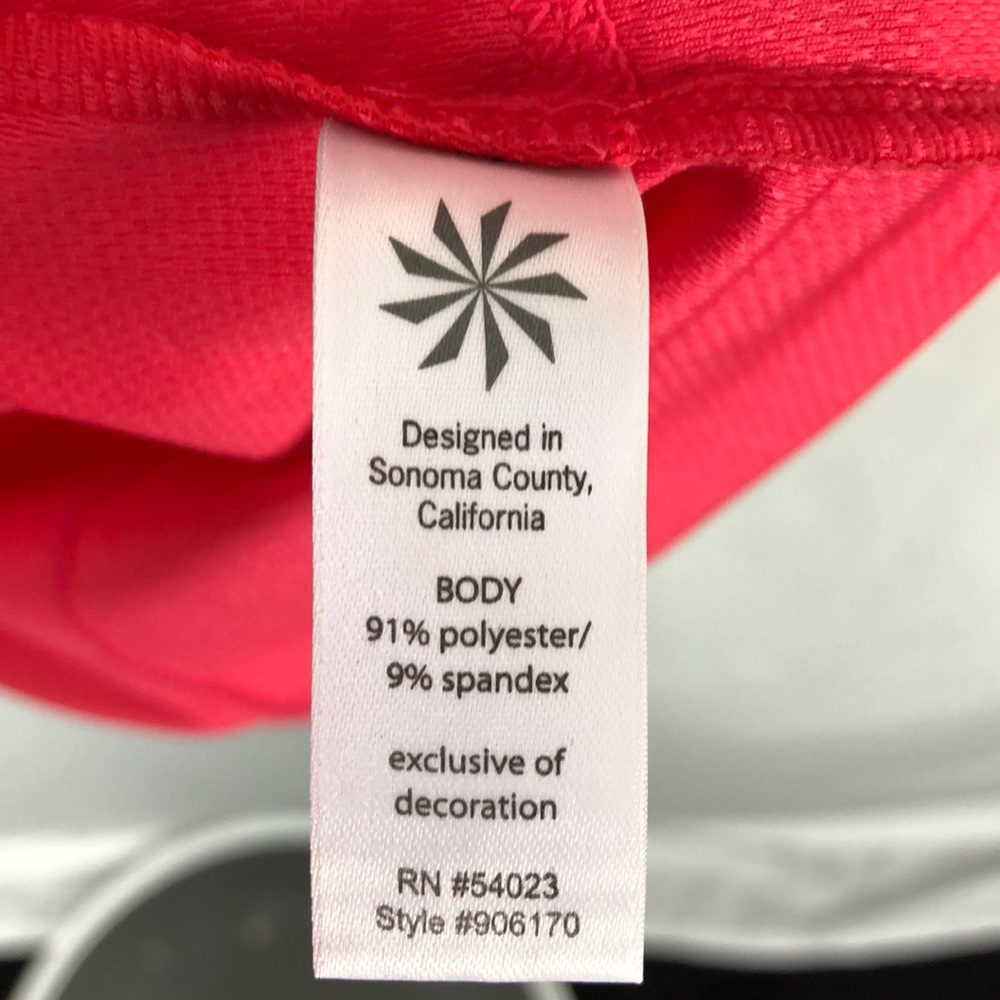 Designed in
Sonoma County,
California
BODY
91% polyester/
9% spandex
exclusive of
decoration
RN #54023
Style #906170